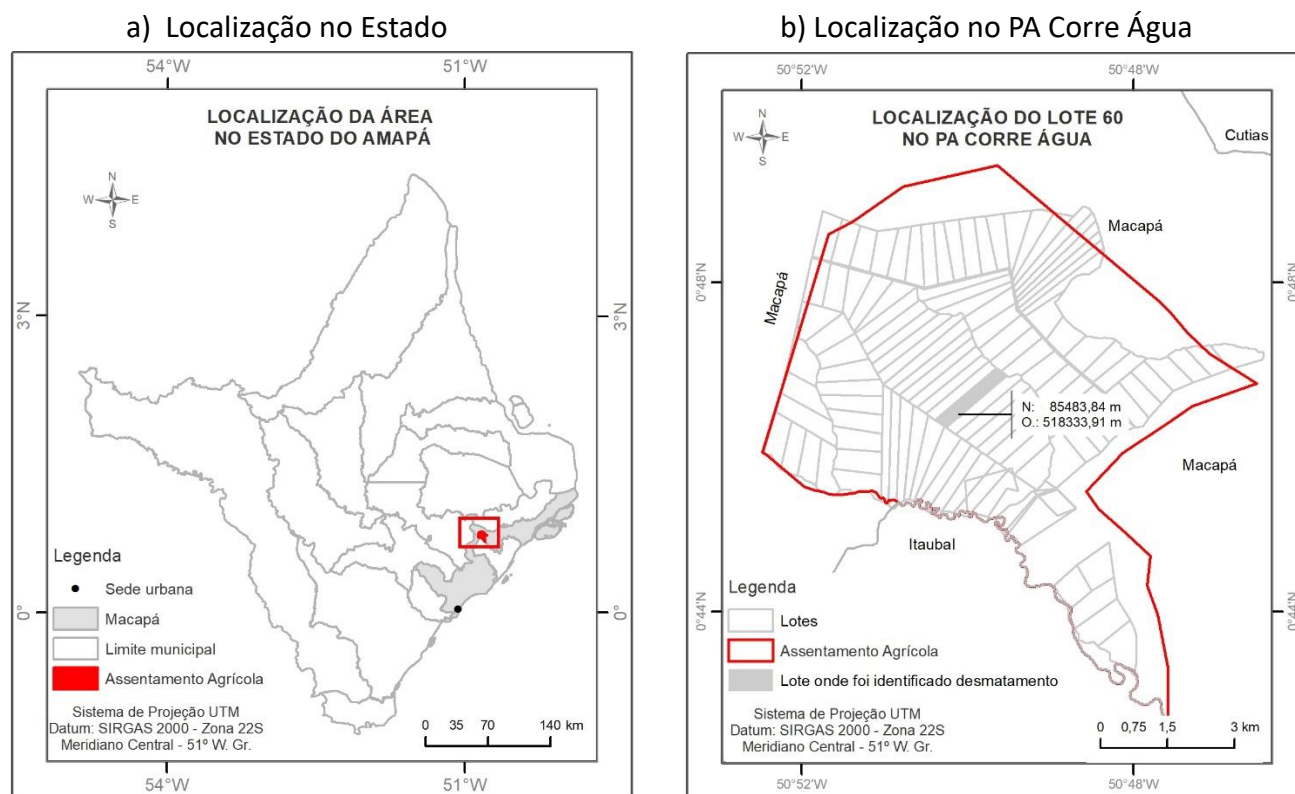 a) Localização no Estado
54°W
51°W
LOCALIZAÇÃO DA ÁREA
NO ESTADO DO AMAPÁ
N
W
E
S
3°N
3°N
0°
0°
Legenda
Sede urbana
Macapá
Limite municipal
Assentamento Agrícola
Sistema de Projeção UTM
Datum: SIRGAS 2000 - Zona 22S
Meridiano Central - 51º W. Gr.
0 35 70 140 km
54°W
51°W
b) Localização no PA Corre Água
50°52'W
50°48'W
LOCALIZAÇÃO DO LOTE 60
NO PA CORRE ÁGUA
N
W
E
S
Cutias
Macapá
Macapá
0°48'N
0°48'N
N: 85483,84 m
O.: 518333,91 m
Macapá
Itaubal
0°44'N
0°44'N
Legenda
Lotes
Assentamento Agrícola
Lote onde foi identificado desmatamento
Sistema de Projeção UTM
Datum: SIRGAS 2000 - Zona 22S
Meridiano Central - 51º W. Gr.
0 0,75 1,5 3 km
50°52'W
50°48'W